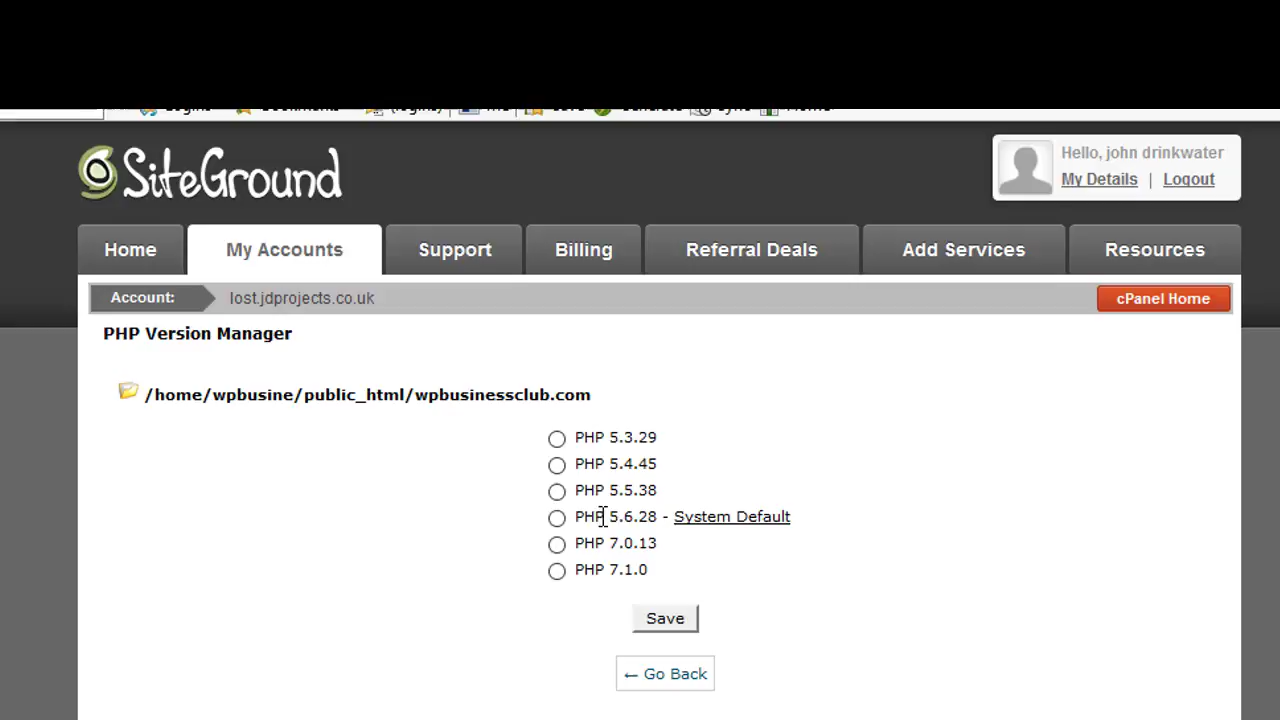 SiteGround
Hello, john drinkwater
My Details | Logout
Home My Accounts Support Billing Referral Deals Add Services Resources
Account: lost.jdprojects.co.uk cPanel Home
PHP Version Manager
/home/wpbusine/public_html/wpbusinessclub.com
PHP 5.3.29
PHP 5.4.45
PHP 5.5.38
PHP 5.6.28 - System Default
PHP 7.0.13
PHP 7.1.0
Save
← Go Back